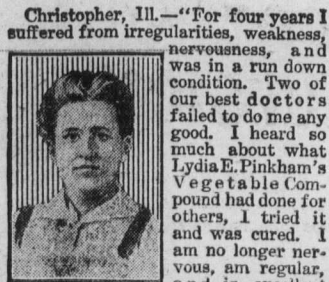 Christopher, Ill.—"For four years I
suffered from irregularities, weakness,
nervousness, and
was in a run down
condition. Two of
our best doctors
failed to do me any
good. I heard so
much about what
Lydia E. Pinkham's
Vegetable Com-
pound had done for
others, I tried it
and was cured. I
am no longer ner-
vous, am regular,